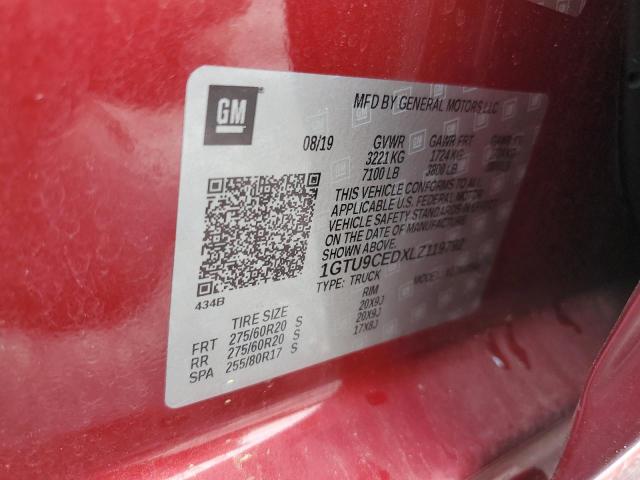 GM
MFD BY GENERAL MOTORS LLC
08/19 GVWR GAWR FRT GAWR
3221 KG 1724 KG
7100 LB 3800 LB
THIS VEHICLE CONFORMS TO ALL
APPLICABLE U.S. FEDERAL MOTOR
VEHICLE SAFETY STANDARDS IN EFFECT
ON THE DATE OF MANUFACTURE
SHOWN ABOVE.
1GTU9CEDXLZ119792
TYPE: TRUCK
434B
TIRE SIZE RIM
FRT 275/60R20 S 20X9J
RR 275/60R20 S 20X9J
SPA 255/80R17 S 17X8J